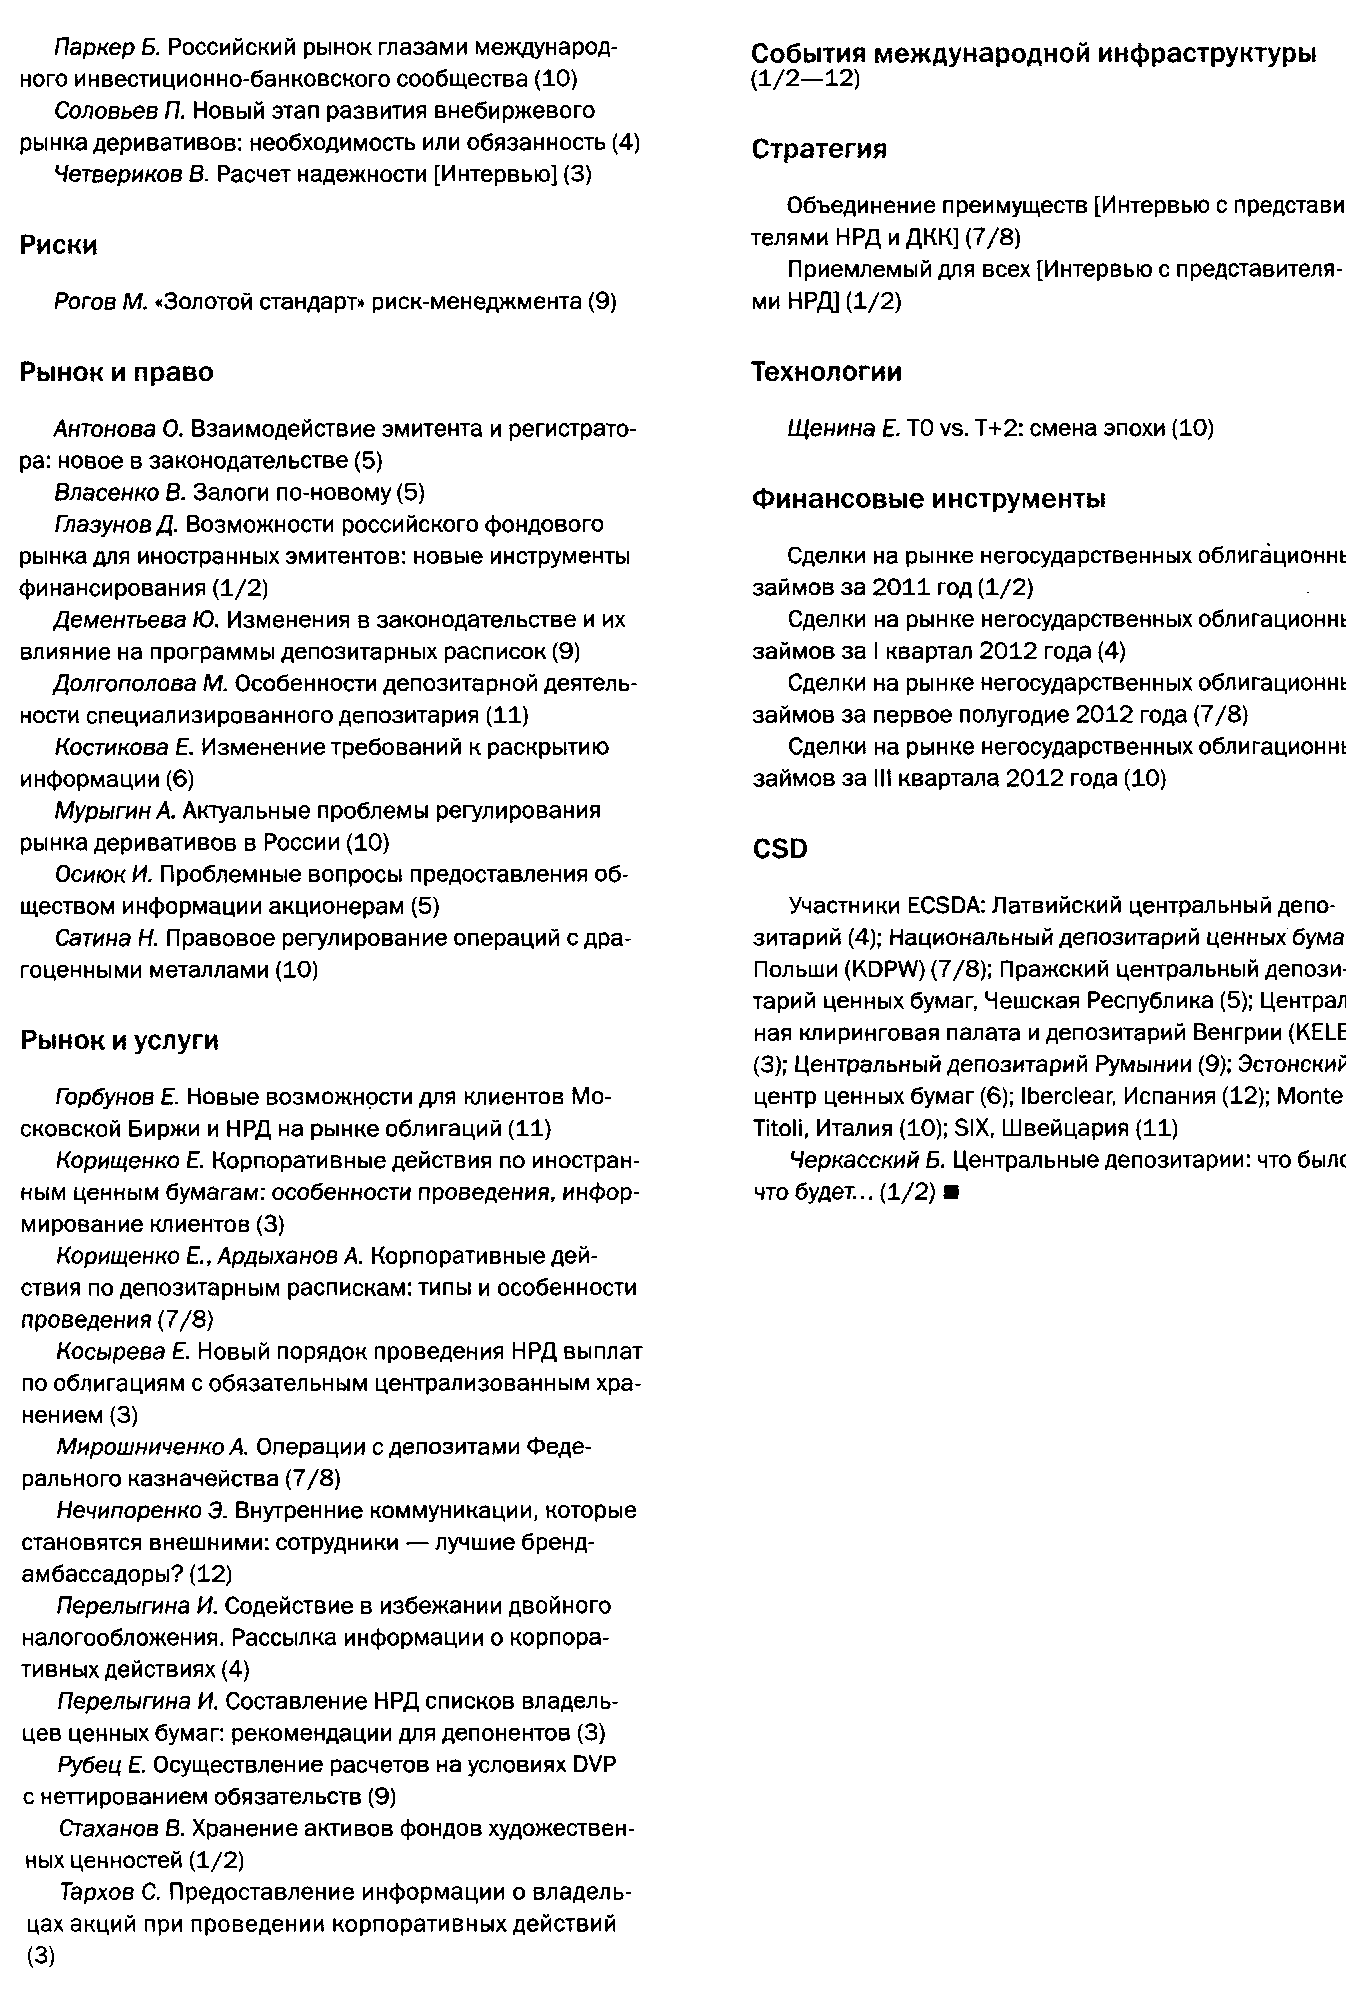 Паркер Б. Российский рынок глазами международ-
ного инвестиционно-банковского сообщества (10)
Соловьев П. Новый этап развития внебиржевого
рынка деривативов: необходимость или обязанность (4)
Четвериков В. Расчет надежности [Интервью] (3)
Риски
Рогов М. «Золотой стандарт» риск-менеджмента (9)
Рынок и право
Антонова О. Взаимодействие эмитента и регистрато-
ра: новое в законодательстве (5)
Власенко В. Залоги по-новому (5)
Глазунов Д. Возможности российского фондового
рынка для иностранных эмитентов: новые инструменты
финансирования (1/2)
Дементьева Ю. Изменения в законодательстве и их
влияние на программы депозитарных расписок (9)
Долгополова М. Особенности депозитарной деятель-
ности специализированного депозитария (11)
Костикова Е. Изменение требований к раскрытию
информации (6)
Мурыгин А. Актуальные проблемы регулирования
рынка деривативов в России (10)
Осиюк И. Проблемные вопросы предоставления об-
ществом информации акционерам (5)
Сатина Н. Правовое регулирование операций с дра-
гоценными металлами (10)
Рынок и услуги
Горбунов Е. Новые возможности для клиентов Мо-
сковской Биржи и НРД на рынке облигаций (11)
Корищенко Е. Корпоративные действия по иностран-
ным ценным бумагам: особенности проведения, инфор-
мирование клиентов (3)
Корищенко Е., Ардыханов А. Корпоративные дей-
ствия по депозитарным распискам: типы и особенности
проведения (7/8)
Косырева Е. Новый порядок проведения НРД выплат
по облигациям с обязательным централизованным хра-
нением (3)
Мирошниченко А. Операции с депозитами Феде-
рального казначейства (7/8)
Нечипоренко Э. Внутренние коммуникации, которые
становятся внешними: сотрудники — лучшие бренд-
амбассадоры? (12)
Перелыгина И. Содействие в избежании двойного
налогообложения. Рассылка информации о корпора-
тивных действиях (4)
Перелыгина И. Составление НРД списков владель-
цев ценных бумаг: рекомендации для депонентов (3)
Рубец Е. Осуществление расчетов на условиях DVP
с неттированием обязательств (9)
Стаханов В. Хранение активов фондов художествен-
ных ценностей (1/2)
Тархов С. Предоставление информации о владель-
цах акций при проведении корпоративных действий
(3)
События международной инфраструктуры
(1/2—12)
Стратегия
Объединение преимуществ [Интервью с представи
телями НРД и ДКК] (7/8)
Приемлемый для всех [Интервью с представителя-
ми НРД] (1/2)
Технологии
Щенина Е. T0 vs. T+2: смена эпохи (10)
Финансовые инструменты
Сделки на рынке негосударственных облигационн
займов за 2011 год (1/2)
Сделки на рынке негосударственных облигационн
займов за I квартал 2012 года (4)
Сделки на рынке негосударственных облигационн
займов за первое полугодие 2012 года (7/8)
Сделки на рынке негосударственных облигационн
займов за III квартала 2012 года (10)
CSD
Участники ECSDA: Латвийский центральный депо-
зитарий (4); Национальный депозитарий ценных бума
Польши (KDPW) (7/8); Пражский центральный депози-
тарий ценных бумаг, Чешская Республика (5); Централ
ная клиринговая палата и депозитарий Венгрии (KELE
(3); Центральный депозитарий Румынии (9); Эстонский
центр ценных бумаг (6); Iberclear, Испания (12); Monte
Titoli, Италия (10); SIX, Швейцария (11)
Черкасский Б. Центральные депозитарии: что было
что будет... (1/2) ■